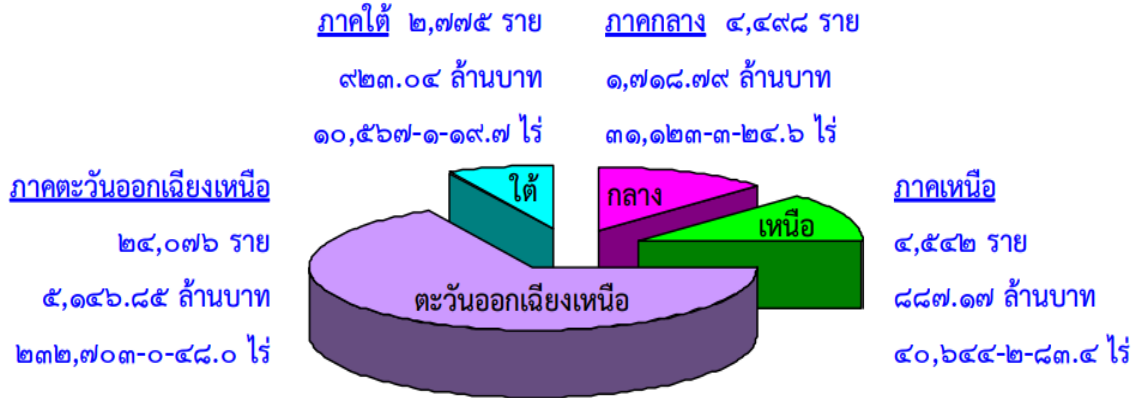 ภาคใต้ ๒,๗๗๕ ราย
๙๒๓.๐๔ ล้านบาท
๑๐,๕๖๗-๑-๑๙.๗ ไร่
ภาคกลาง ๔,๔๙๘ ราย
๑,๗๑๘.๗๙ ล้านบาท
๓๑,๑๒๓-๓-๒๔.๖ ไร่
ภาคตะวันออกเฉียงเหนือ
๒๔,๐๗๖ ราย
๕,๑๔๖.๘๕ ล้านบาท
๒๓๒,๗๐๓-๐-๔๘.๐ ไร่
ใต้
กลาง
เหนือ
ตะวันออกเฉียงเหนือ
ภาคเหนือ
๔,๕๔๒ ราย
๘๘๗.๑๗ ล้านบาท
๔๐,๖๔๔-๒-๘๓.๔ ไร่